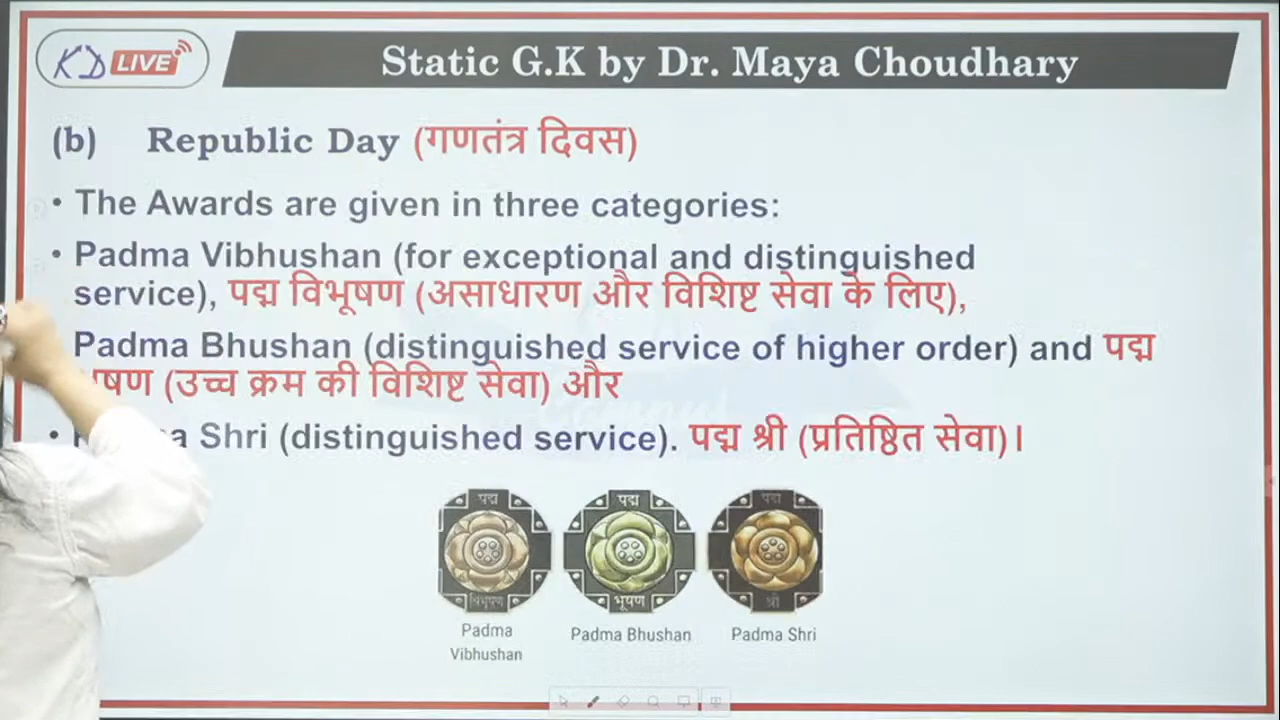 KD LIVE
Static G.K by Dr. Maya Choudhary
(b) Republic Day (गणतंत्र दिवस)
• The Awards are given in three categories:
• Padma Vibhushan (for exceptional and distinguished
service), पद्म विभूषण (असाधारण और विशिष्ट सेवा के लिए),
Padma Bhushan (distinguished service of higher order) and पद्म
(उच्च क्रम की विशिष्ट सेवा) और
• Shri (distinguished service). पद्म श्री (प्रतिष्ठित सेवा)।
पद्म पद्म पद्म
विभूषण भूषण श्री
Padma Padma Bhushan Padma Shri
Vibhushan